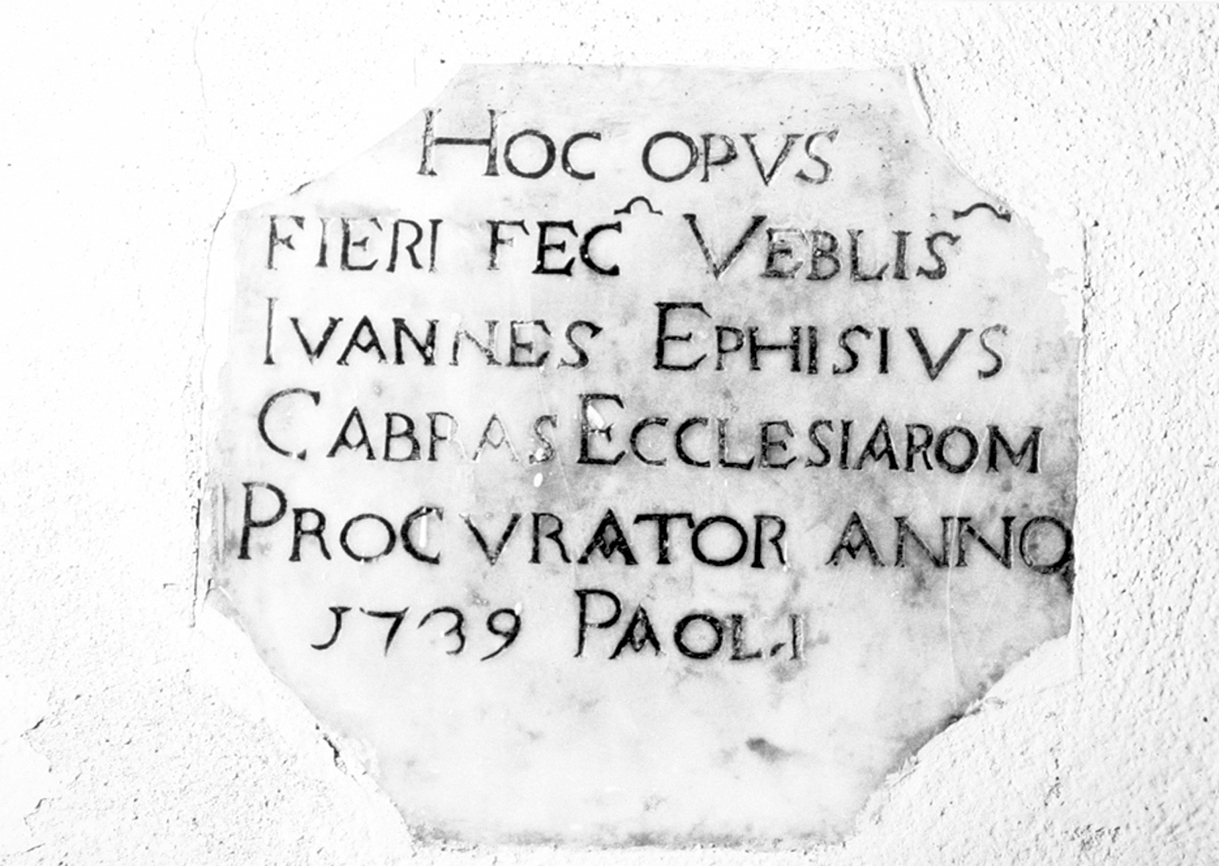 HOC OPVS
FIERI FEC̑ VEBLIS̑
IVANNES EPHISIVS
CABRAS ECCLESIAROM
PROCVRATOR ANNO
1739 PAOLI